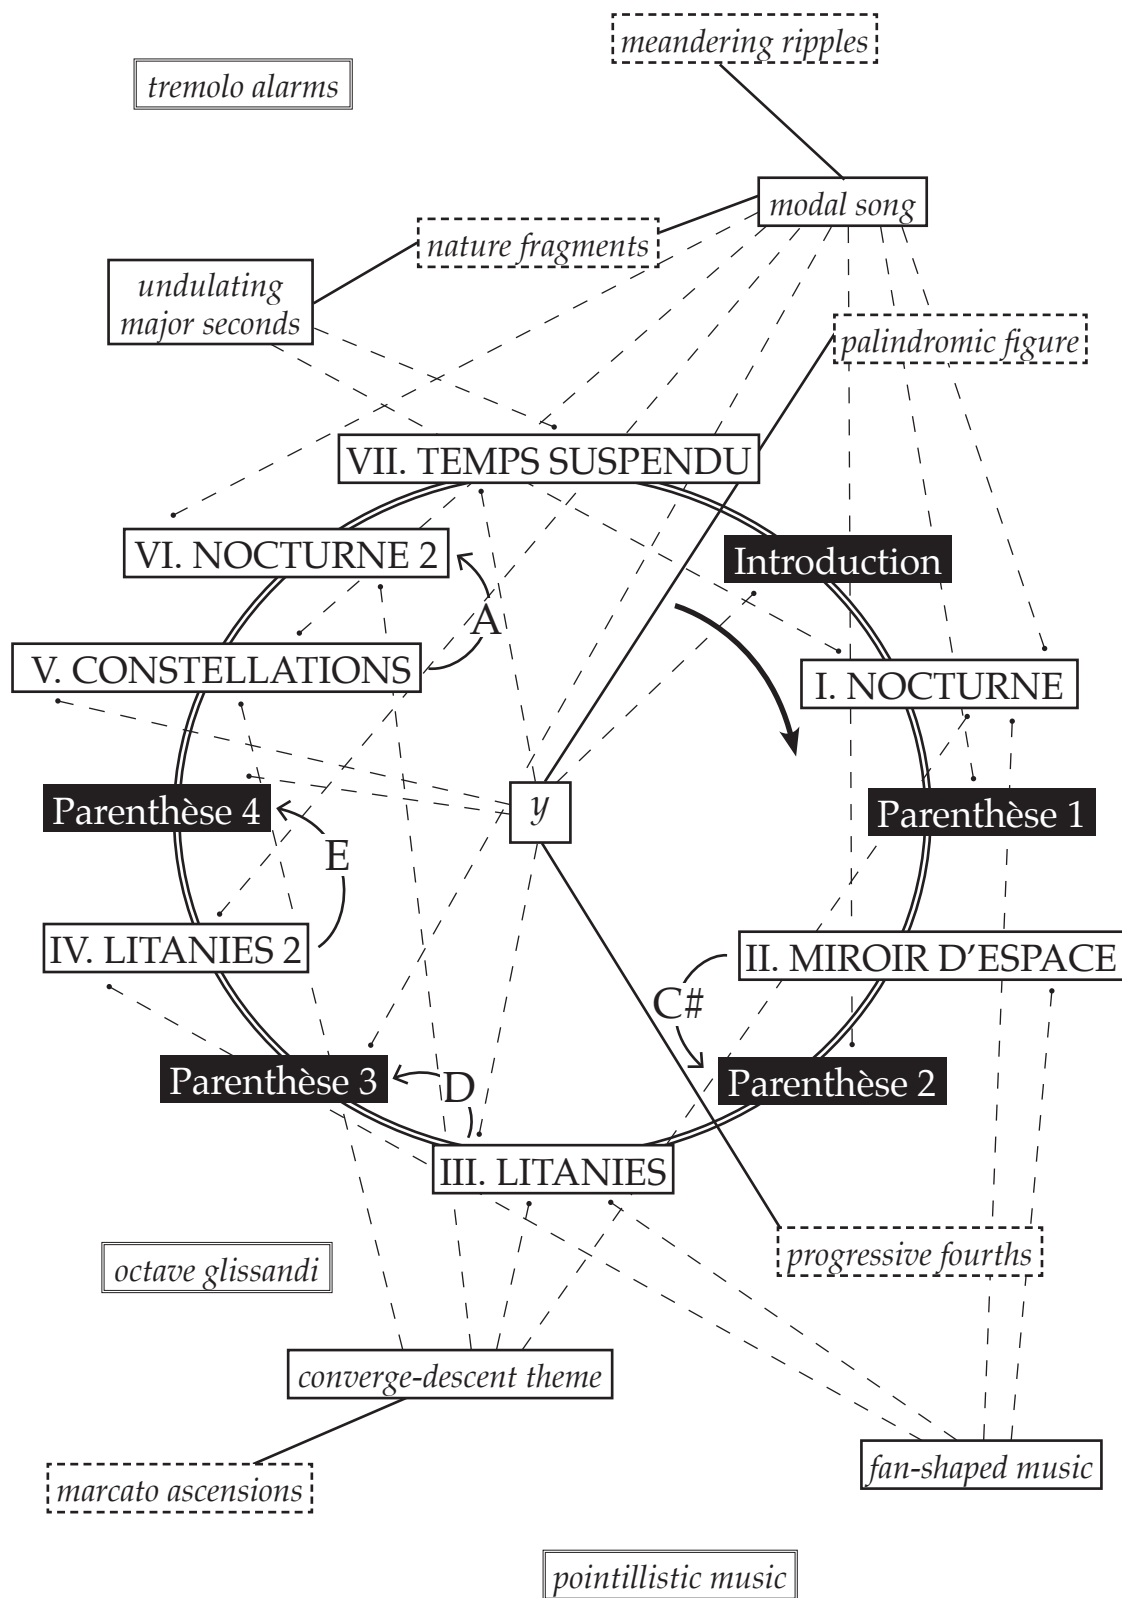 meandering ripples
tremolo alarms
modal song
nature fragments
undulating
major seconds
palindromic figure
VII. TEMPS SUSPENDU
VI. NOCTURNE 2
Introduction
A
V. CONSTELLATIONS
I. NOCTURNE
y
Parenthèse 4
Parenthèse 1
E
IV. LITANIES 2
II. MIROIR D'ESPACE
C#
Parenthèse 3
D
Parenthèse 2
III. LITANIES
progressive fourths
octave glissandi
converge-descent theme
fan-shaped music
marcato ascensions
pointillistic music